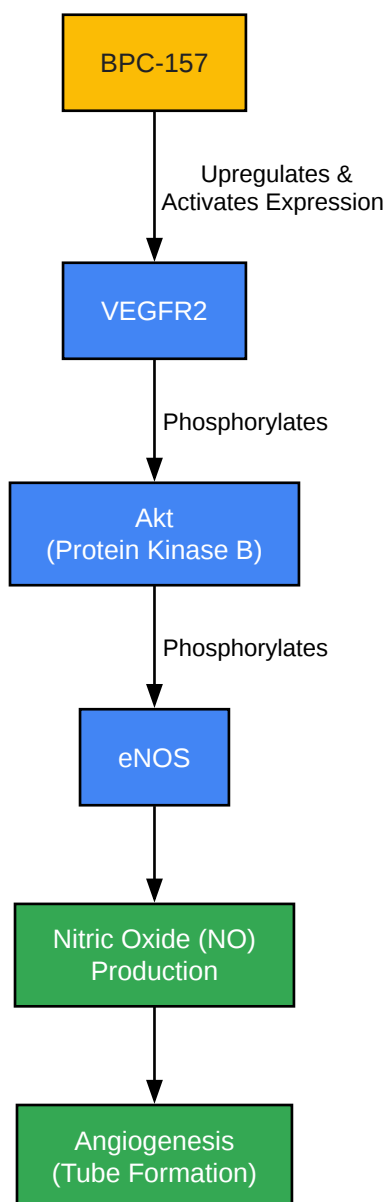 BPC-157
Upregulates &
Activates Expression
VEGFR2
Phosphorylates
Akt
(Protein Kinase B)
Phosphorylates
eNOS
Nitric Oxide (NO)
Production
Angiogenesis
(Tube Formation)